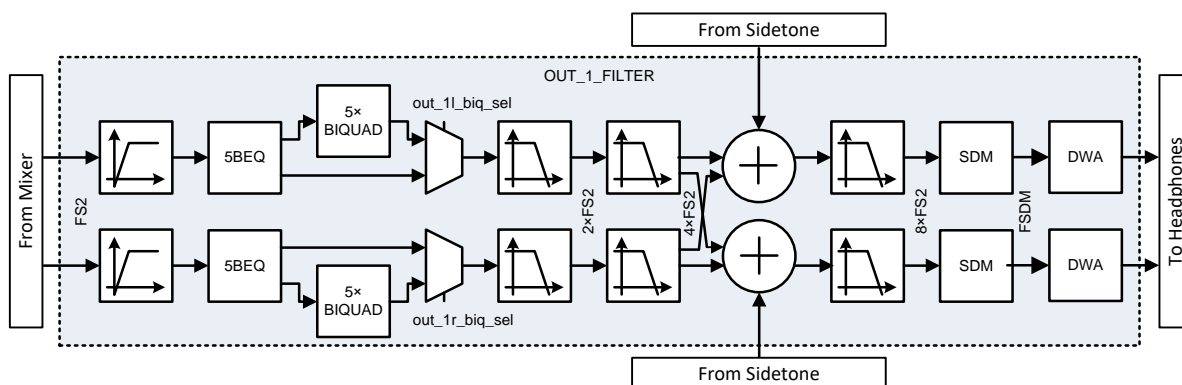 From Sidetone
OUT_1_FILTER
From Mixer
FS2
5BEQ
5×
BIQUAD
out_1l_biq_sel
2×FS2
4×FS2
8×FS2
SDM
FSDM
DWA
To Headphones
5BEQ
5×
BIQUAD
out_1r_biq_sel
SDM
DWA
From Sidetone